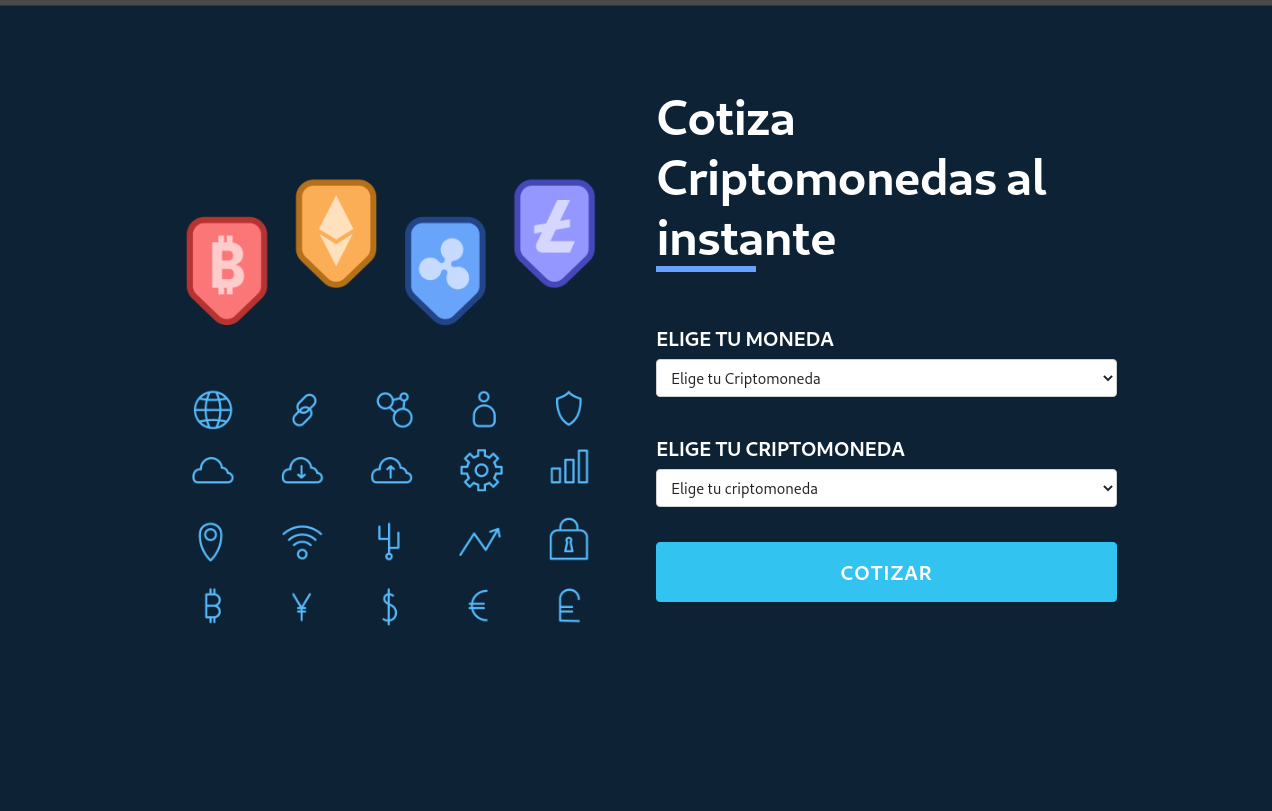 Cotiza
Criptomonedas al
instante
ELIGE TU MONEDA
Elige tu Criptomoneda
ELIGE TU CRIPTOMONEDA
Elige tu criptomoneda
COTIZAR